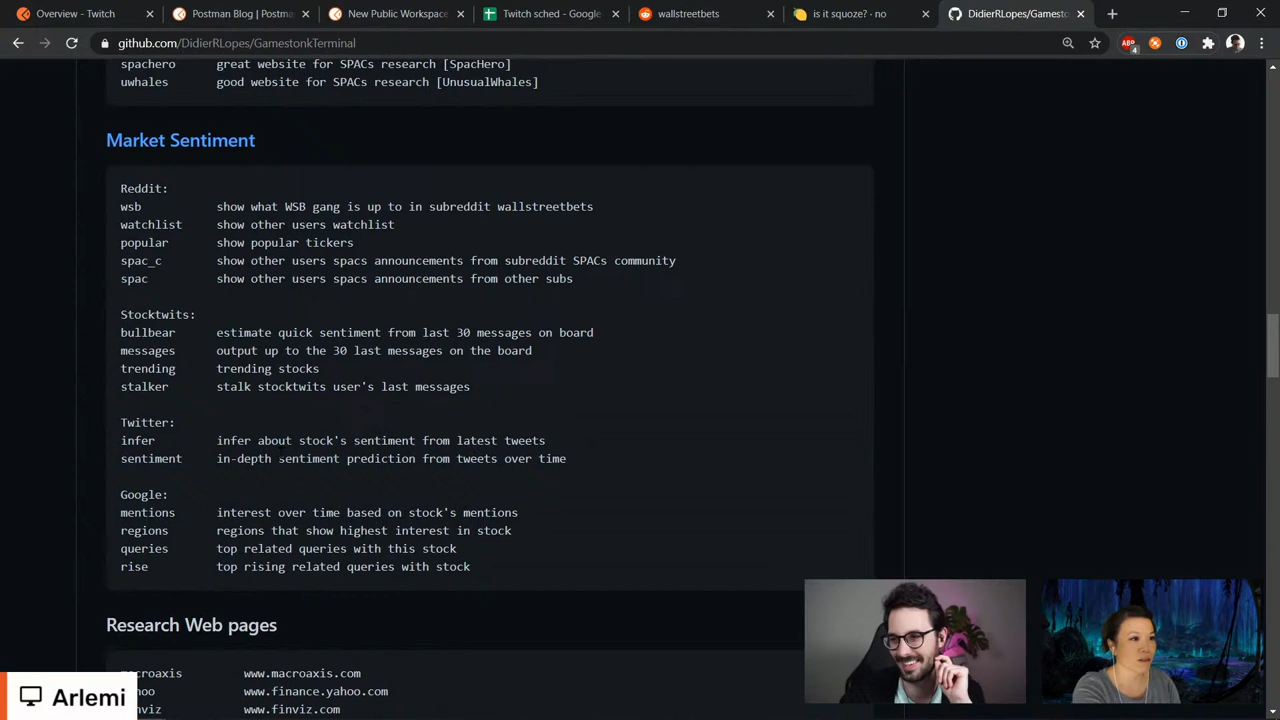 Overview - Twitch
Postman Blog | Postma
New Public Workspace
Twitch sched - Google
wallstreetbets
is it squoze? - no
DidierRLopes/Gamesto
github.com/DidierRLopes/GamestonkTerminal
4
spachero great website for SPACs research [SpacHero]
uwhales good website for SPACs research [UnusualWhales]
Market Sentiment
Reddit:
wsb show what WSB gang is up to in subreddit wallstreetbets
watchlist show other users watchlist
popular show popular tickers
spac_c show other users spacs announcements from subreddit SPACs community
spac show other users spacs announcements from other subs
Stocktwits:
bullbear estimate quick sentiment from last 30 messages on board
messages output up to the 30 last messages on the board
trending trending stocks
stalker stalk stocktwits user's last messages
Twitter:
infer infer about stock's sentiment from latest tweets
sentiment in-depth sentiment prediction from tweets over time
Google:
mentions interest over time based on stock's mentions
regions regions that show highest interest in stock
queries top related queries with this stock
rise top rising related queries with stock
Research Web pages
macroaxis www.macroaxis.com
www.finance.yahoo.com
www.finviz.com
Arlemi